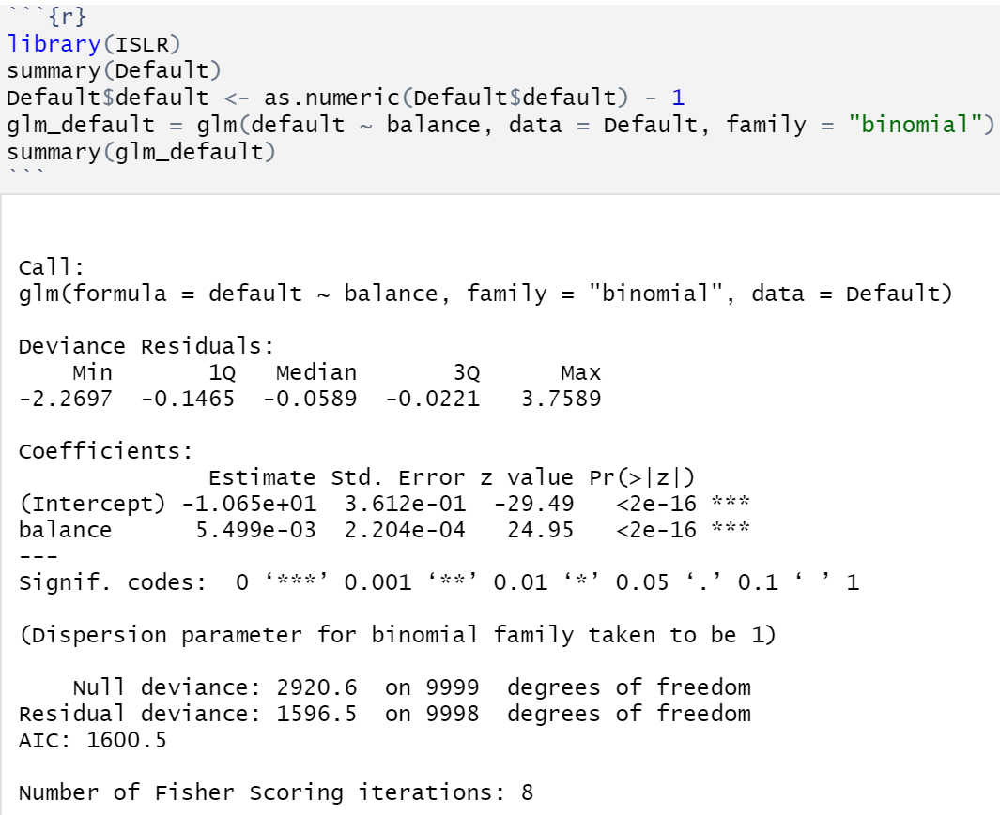 ```{r}
library(ISLR)
summary(Default)
Default$default <- as.numeric(Default$default) - 1
glm_default = glm(default ~ balance, data = Default, family = "binomial")
summary(glm_default)
```
Call:
glm(formula = default ~ balance, family = "binomial", data = Default)
Deviance Residuals:
    Min       1Q   Median       3Q      Max
-2.2697  -0.1465  -0.0589  -0.0221   3.7589
Coefficients:
              Estimate Std. Error z value Pr(>|z|)
(Intercept) -1.065e+01  3.612e-01  -29.49   <2e-16 ***
balance      5.499e-03  2.204e-04   24.95   <2e-16 ***
---
Signif. codes:  0 ‘***’ 0.001 ‘**’ 0.01 ‘*’ 0.05 ‘.’ 0.1 ‘ ’ 1
(Dispersion parameter for binomial family taken to be 1)
    Null deviance: 2920.6  on 9999  degrees of freedom
Residual deviance: 1596.5  on 9998  degrees of freedom
AIC: 1600.5
Number of Fisher Scoring iterations: 8